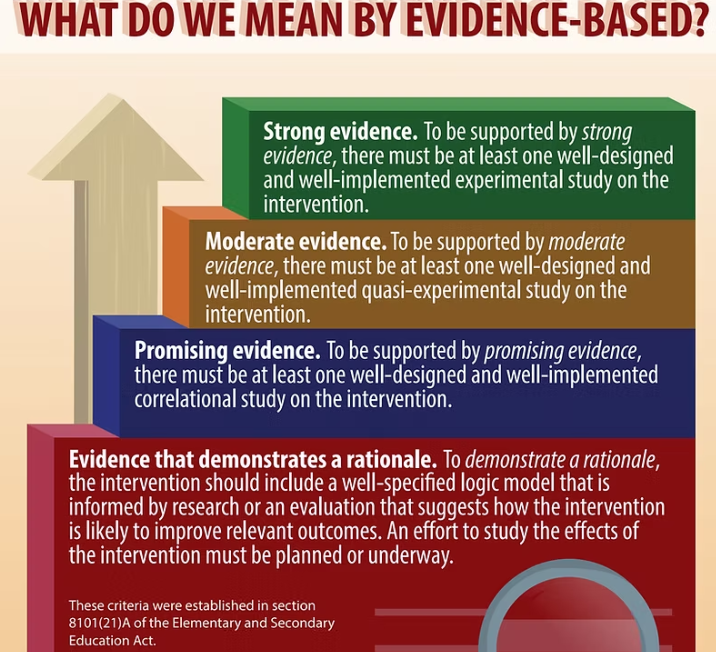 WHAT DO WE MEAN BY EVIDENCE-BASED?
Strong evidence. To be supported by strong
evidence, there must be at least one well-designed
and well-implemented experimental study on the
intervention.
Moderate evidence. To be supported by moderate
evidence, there must be at least one well-designed and
well-implemented quasi-experimental study on the
intervention.
Promising evidence. To be supported by promising evidence,
there must be at least one well-designed and well-implemented
correlational study on the intervention.
Evidence that demonstrates a rationale. To demonstrate a rationale,
the intervention should include a well-specified logic model that is
informed by research or an evaluation that suggests how the intervention
is likely to improve relevant outcomes. An effort to study the effects of
the intervention must be planned or underway.
These criteria were established in section
8101(21)A of the Elementary and Secondary
Education Act.